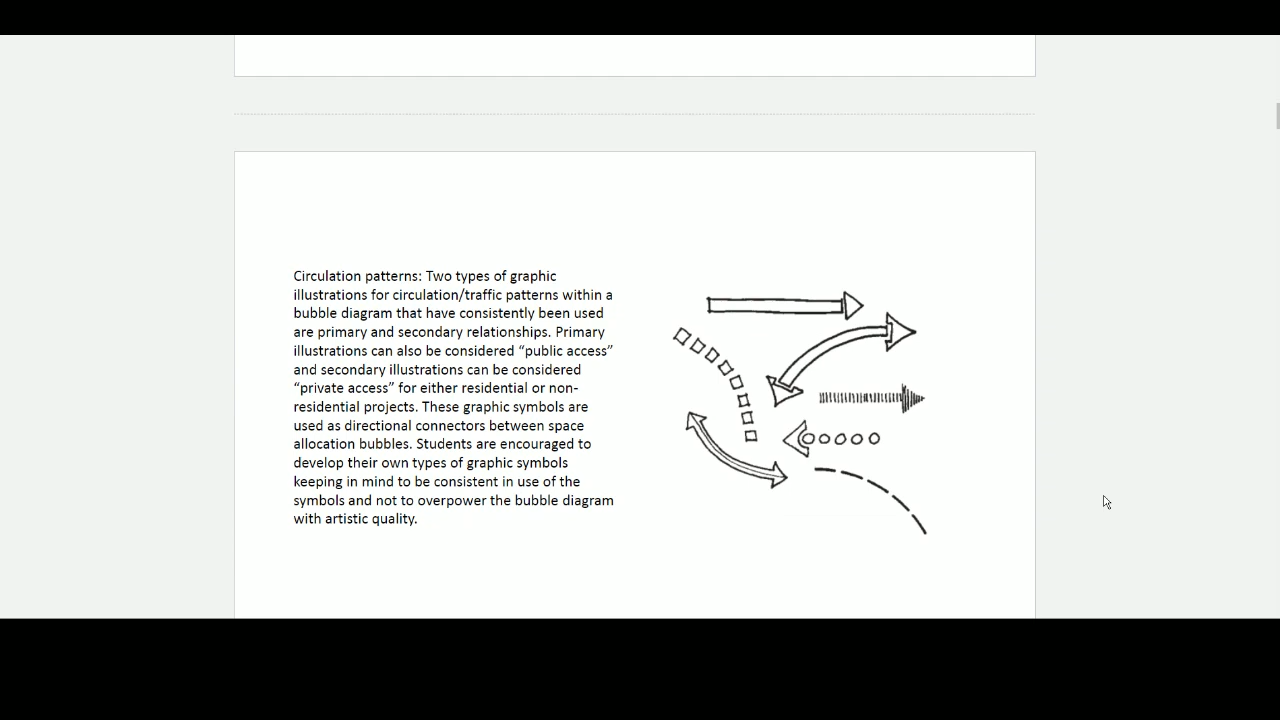 Circulation patterns: Two types of graphic
illustrations for circulation/traffic patterns within a
bubble diagram that have consistently been used
are primary and secondary relationships. Primary
illustrations can also be considered “public access”
and secondary illustrations can be considered
“private access” for either residential or non-
residential projects. These graphic symbols are
used as directional connectors between space
allocation bubbles. Students are encouraged to
develop their own types of graphic symbols
keeping in mind to be consistent in use of the
symbols and not to overpower the bubble diagram
with artistic quality.